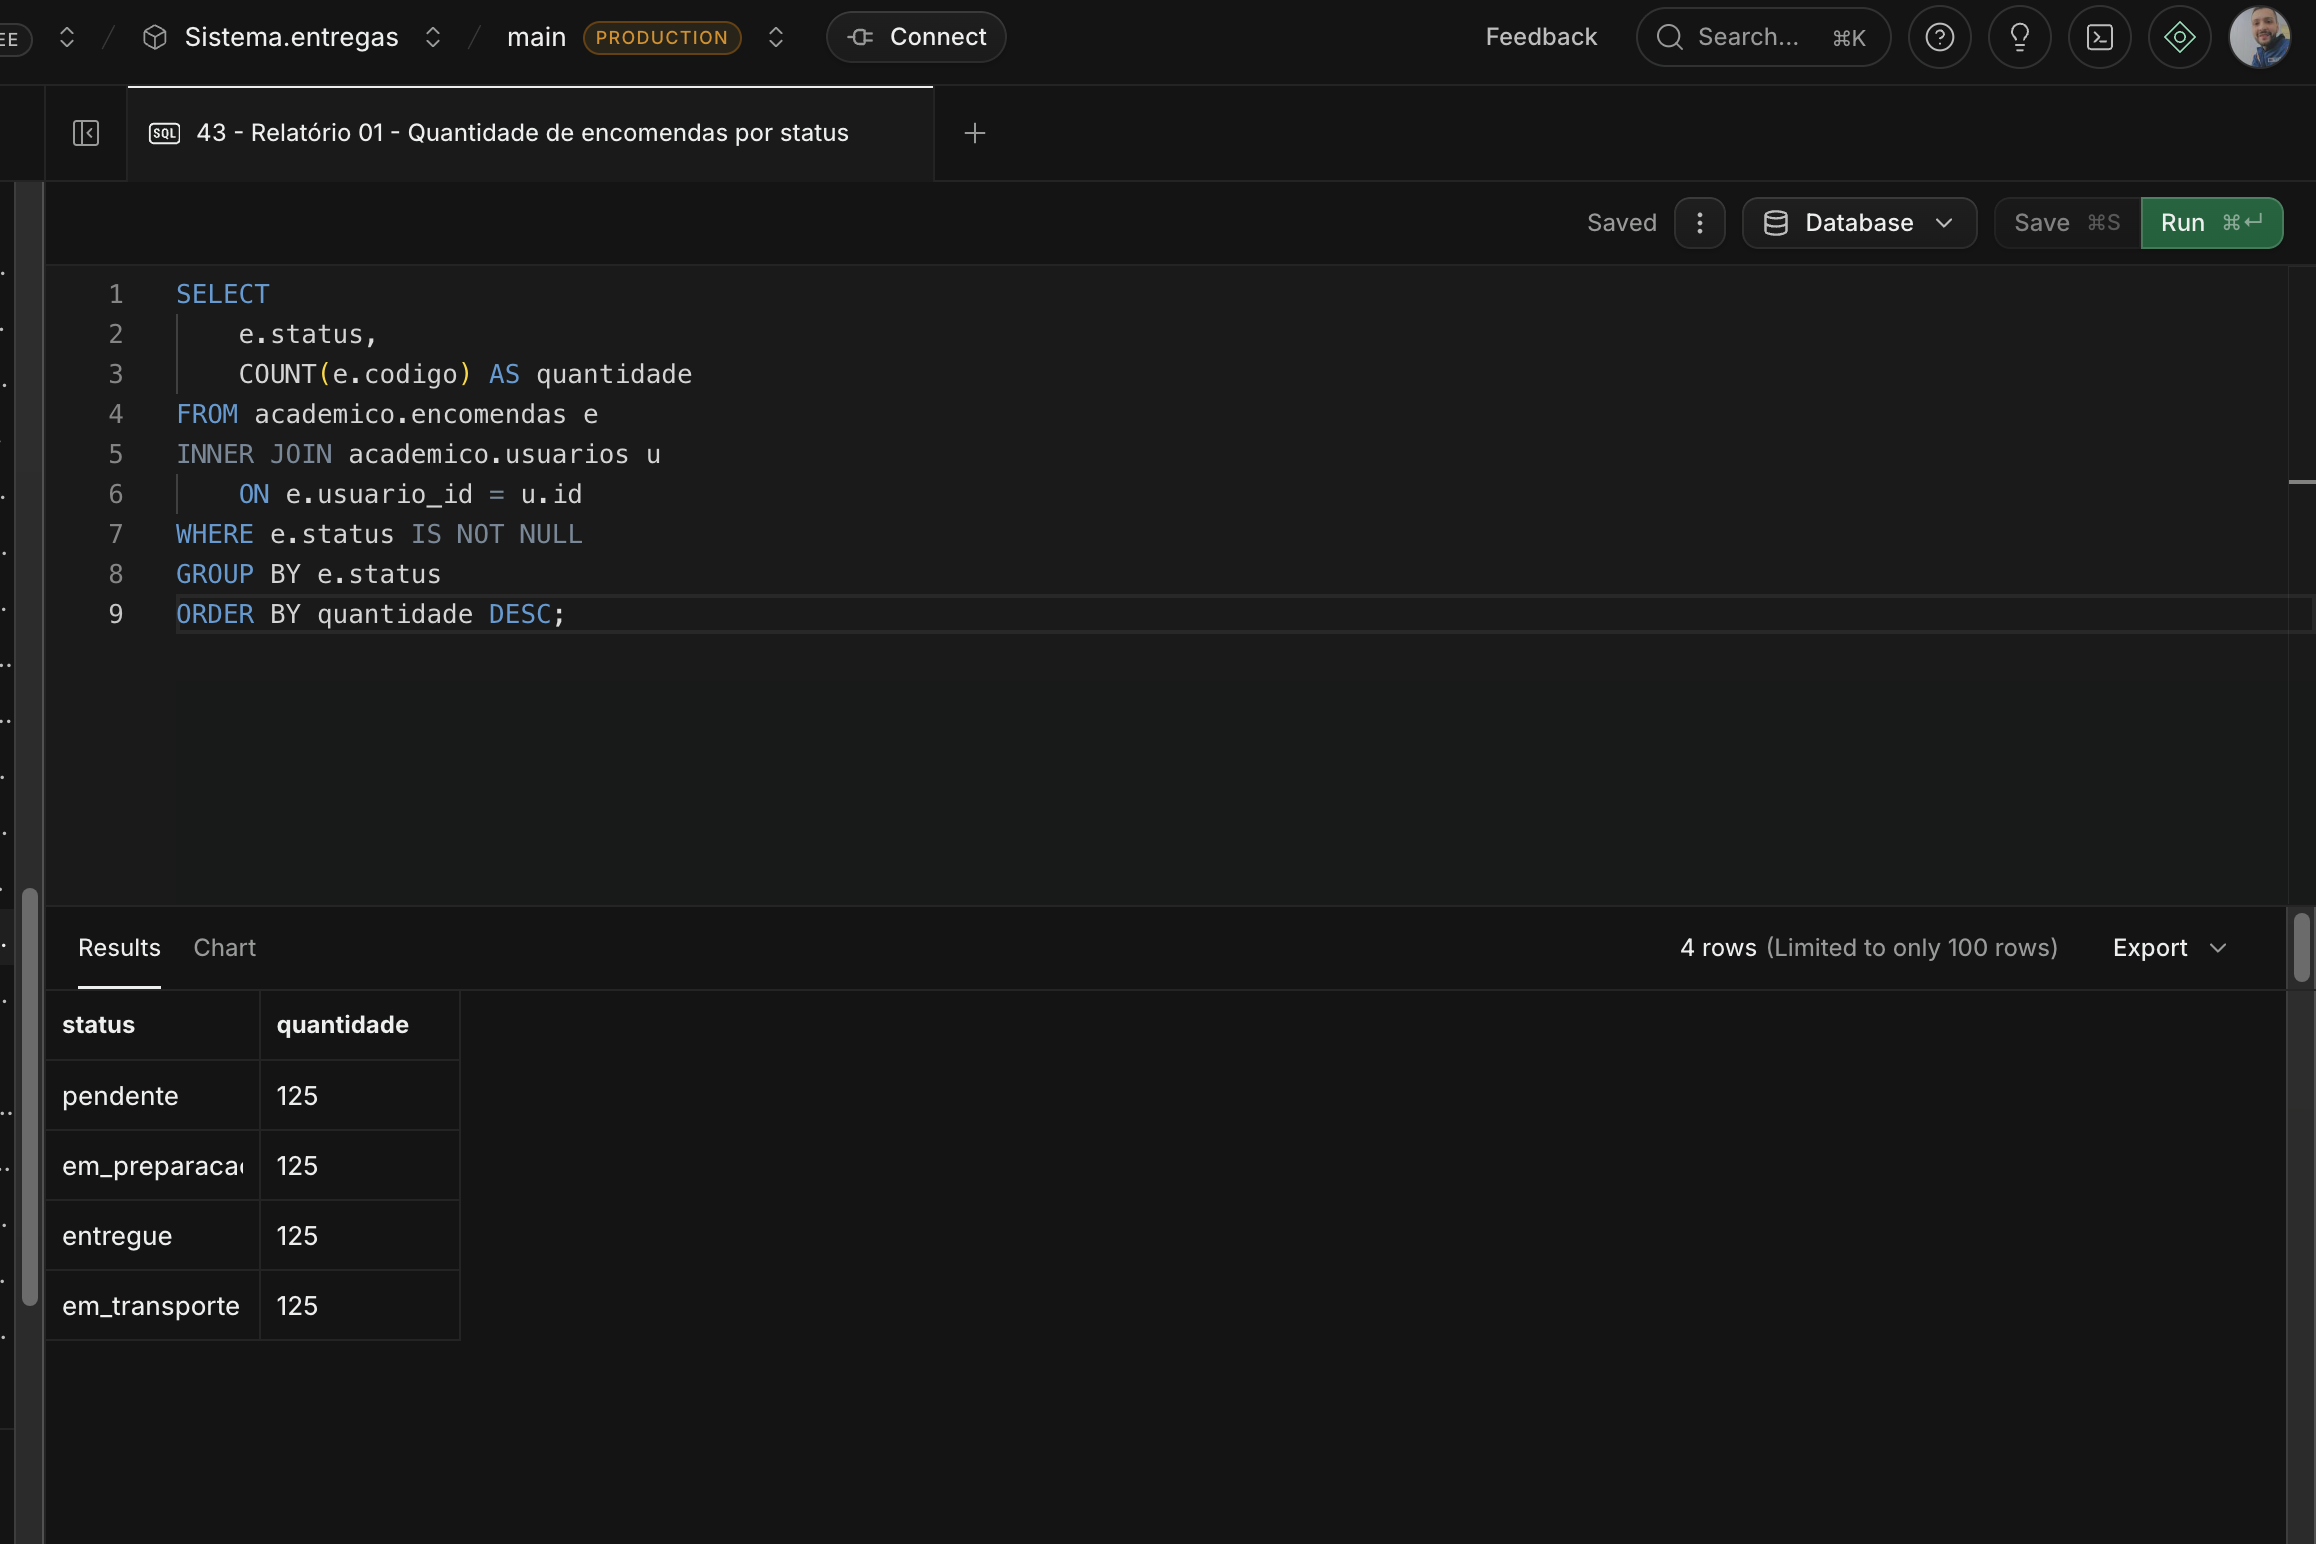 Sistema.entregas main PRODUCTION Connect Feedback Search... ⌘K
SQL 43 - Relatório 01 - Quantidade de encomendas por status
Saved Database Save ⌘S Run ⌘↵
1 SELECT
2 e.status,
3 COUNT(e.codigo) AS quantidade
4 FROM academico.encomendas e
5 INNER JOIN academico.usuarios u
6 ON e.usuario_id = u.id
7 WHERE e.status IS NOT NULL
8 GROUP BY e.status
9 ORDER BY quantidade DESC;
Results Chart 4 rows (Limited to only 100 rows) Export
status quantidade
pendente 125
em_preparaca 125
entregue 125
em_transporte 125